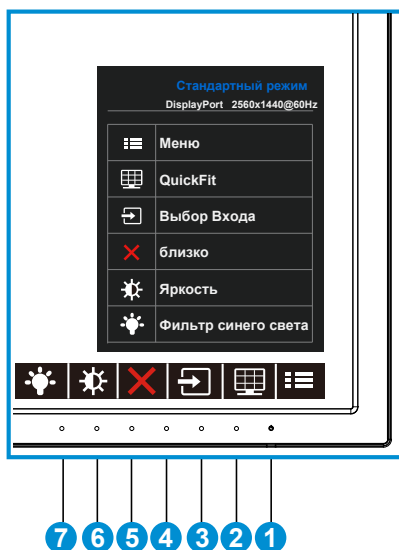 Стандартный режим
DisplayPort 2560x1440@60Hz
Меню
QuickFit
Выбор Входа
близко
Яркость
Фильтр синего света
7 6 5 4 3 2 1